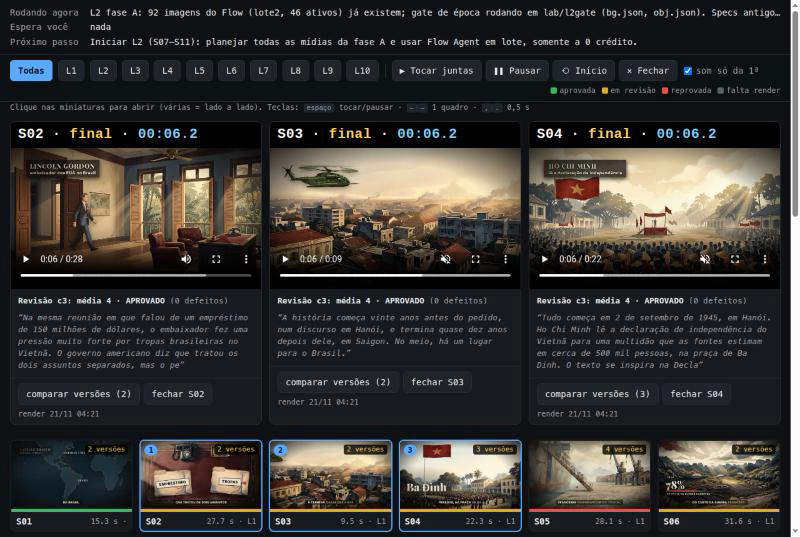 Rodando agora L2 fase A: 92 imagens do Flow (lote2, 46 ativos) já existem; gate de época rodando em lab/l2gate (bg.json, obj.json). Specs antigo…
Espera você nada
Próximo passo Iniciar L2 (S07–S11): planejar todas as mídias da fase A e usar Flow Agent em lote, somente a 0 crédito.
Todas L1 L2 L3 L4 L5 L6 L7 L8 L9 L10 ▶ Tocar juntas ❚❚ Pausar Início ✕ Fechar som só da 1ª
aprovada em revisão reprovada falta render
Clique nas miniaturas para abrir (várias = lado a lado). Teclas: espaço tocar/pausar · 1 quadro · , . 0,5 s
S02 · final · 00:06.2
LINCOLN GORDON
embaixador dos EUA no Brasil
0:06 / 0:28
Revisão c3: média 4 · APROVADO (0 defeitos)
“Na mesma reunião em que falou de um empréstimo
de 150 milhões de dólares, o embaixador fez uma
pressão muito forte por tropas brasileiras no
Vietnã. O governo americano diz que tratou os
dois assuntos separados, mas o pe”
comparar versões (2) fechar S02
render 21/11 04:21
S03 · final · 00:06.2
0:06 / 0:09
Revisão c3: média 4 · APROVADO (0 defeitos)
“A história começa vinte anos antes do pedido,
num discurso em Hanói, e termina quase dez anos
depois dele, em Saigon. No meio, há um lugar
para o Brasil.”
comparar versões (2) fechar S03
render 21/11 04:21
S04 · final · 00:06.2
HO CHI MINH
lê a declaração de independência
0:06 / 0:22
Revisão c3: média 4 · APROVADO (0 defeitos)
“Tudo começa em 2 de setembro de 1945, em Hanói.
Ho Chi Minh lê a declaração de independência do
Vietnã para uma multidão que as fontes estimam
em cerca de 500 mil pessoas, na praça de Ba
Dinh. O texto se inspira na Decla”
comparar versões (3) fechar S04
render 21/11 04:21
2 versões
S01 15.3 s ·
1 2 versões
EMPRÉSTIMO
TROPAS
S02 27.7 s · L1
2 2 versões
S03 9.5 s · L1
3 3 versões
Ba Đình
S04 22.3 s · L1
4 versões
S05 28.1 s · L1
2 versões
78%
S06 31.6 s · L1